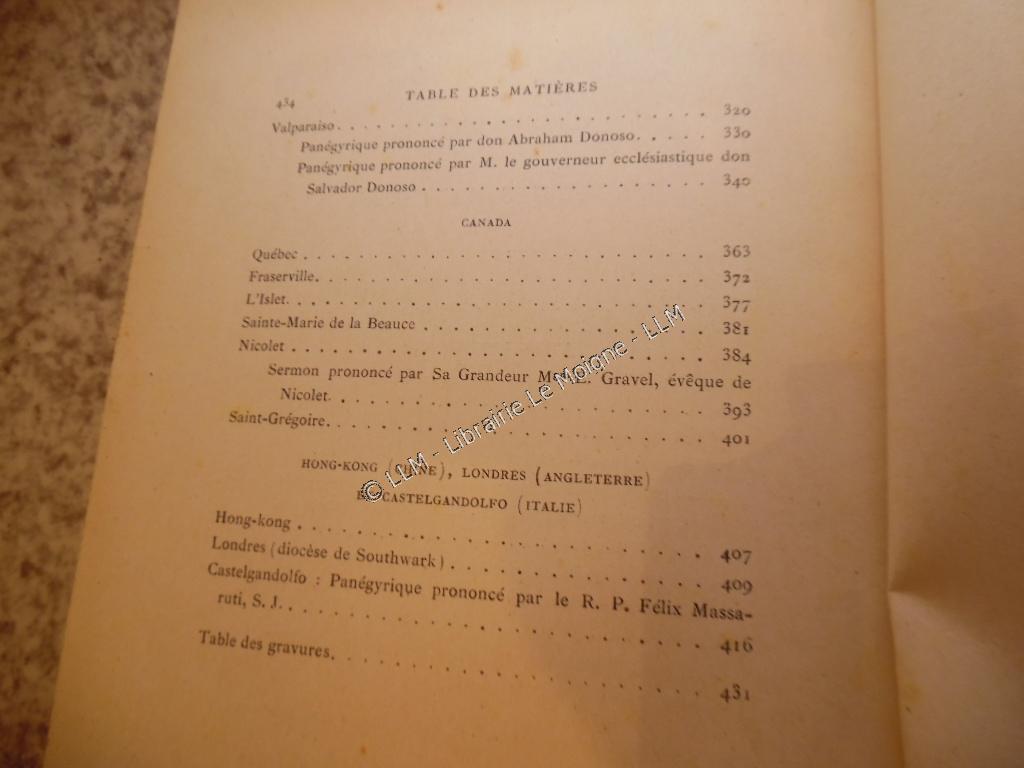 434 TABLE DES MATIÈRES
Valparaiso. . . . . . . . . . . . . . . . . . . 320
Panégyrique prononcé par don Abraham Donoso. . . . . 330
Panégyrique prononcé par M. le gouverneur ecclésiastique don
Salvador Donoso . . . . . . . . . . . . . . . 340
CANADA
Québec . . . . . . . . . . . . . . . . . . . . 363
Fraserville. . . . . . . . . . . . . . . . . . . 372
L'Islet. . . . . . . . . . . . . . . . . . . . . 377
Sainte-Marie de la Beauce . . . . . . . . . . . . 381
Nicolet . . . . . . . . . . . . . . . . . . . . 384
Sermon prononcé par Sa Grandeur E. Gravel, évêque de
Nicolet. . . . . . . . . . . . . . . . . . . 393
Saint-Grégoire. . . . . . . . . . . . . . . . . . 401
HONG-KONG (CHINE), LONDRES (ANGLETERRE)
ET CASTELGANDOLFO (ITALIE)
Hong-kong . . . . . . . . . . . . . . . . . . . 407
Londres (diocèse de Southwark) . . . . . . . . . . . 409
Castelgandolfo : Panégyrique prononcé par le R. P. Félix Massa-
ruti, S. J. . . . . . . . . . . . . . . . . . . . 416
Table des gravures. . . . . . . . . . . . . . . . . 431
© LLM - Librairie Le Moigne - LLM